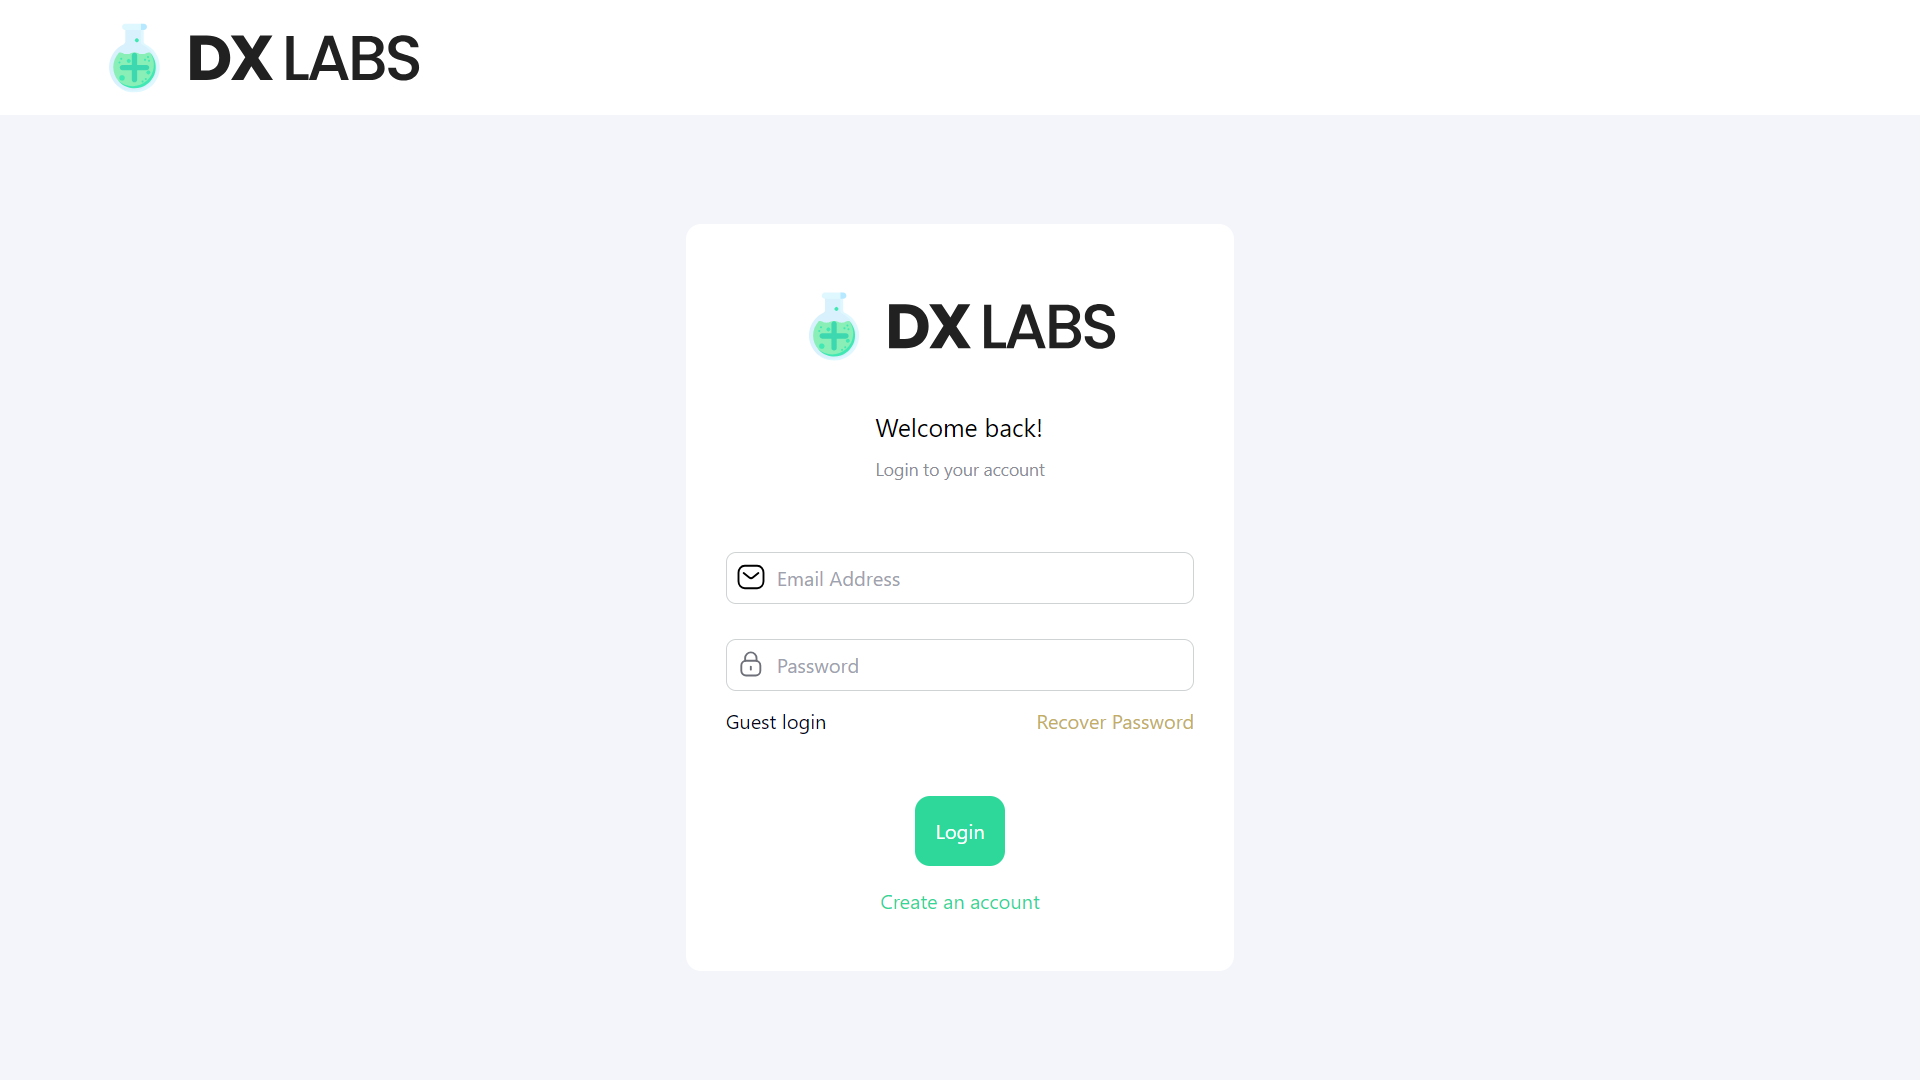 DX LABS
DX LABS
Welcome back!
Login to your account
Email Address
Password
Guest login
Recover Password
Login
Create an account